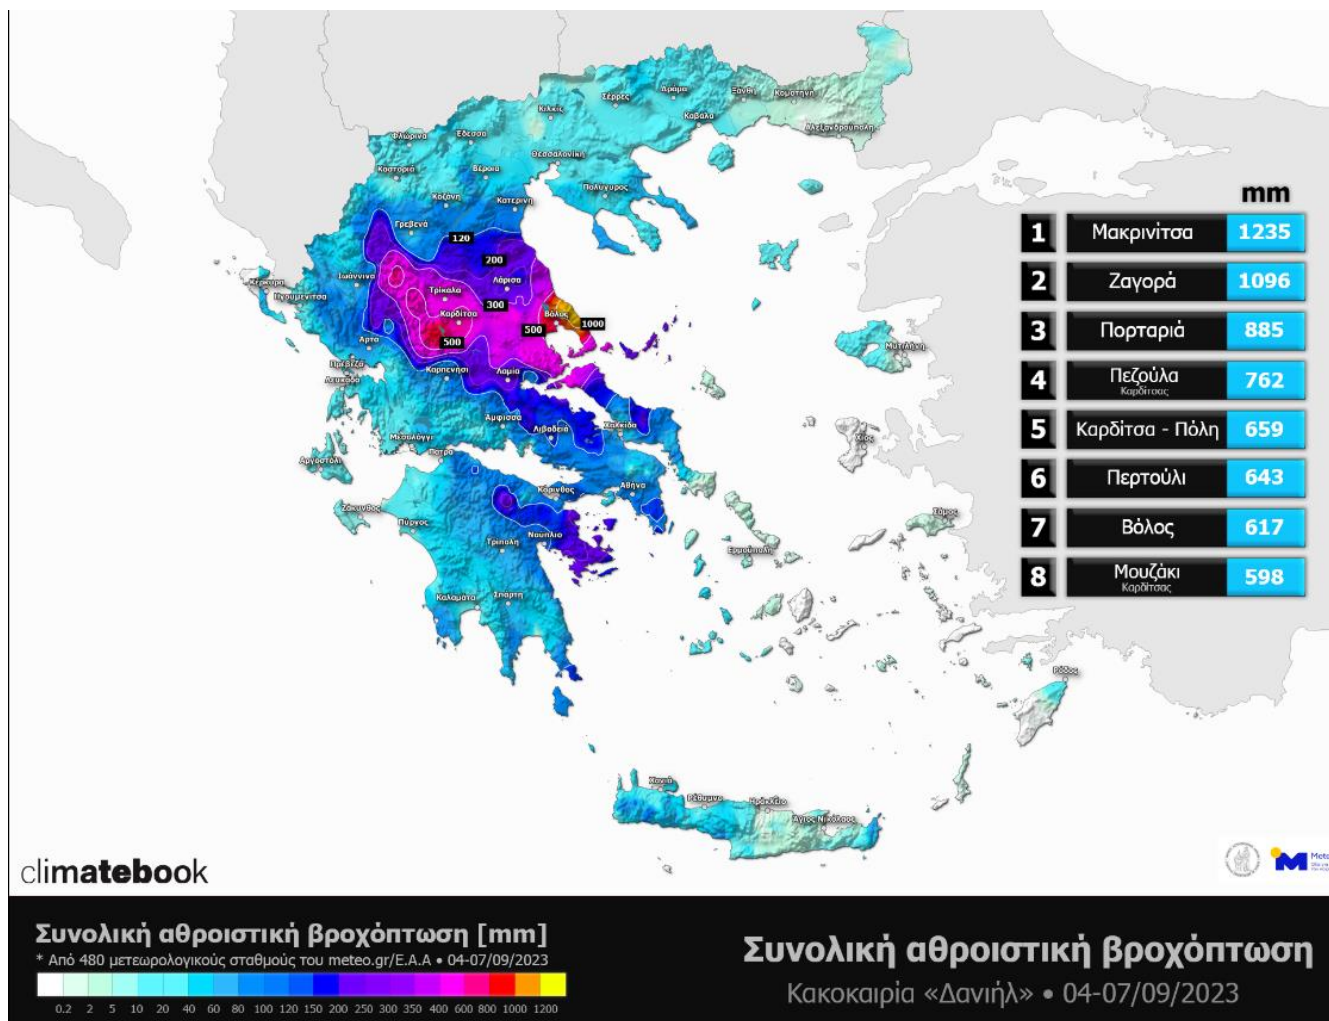 Φλώρινα
Έδεσσα
Κιλκίς
Σέρρες
Δράμα
Ξάνθη
Κομοτηνή
Καβάλα
Αλεξανδρούπολη
Θεσσαλονίκη
Καστοριά
Βέροια
Κοζάνη
Κατερίνη
Πολύγυρος
Γρεβενά
120
200
Ιωάννινα
Λάρισα
Κέρκυρα
Ηγουμενίτσα
Τρίκαλα
300
Καρδίτσα
Βόλος
500
1000
500
Άρτα
Πρέβεζα
Λευκάδα
Καρπενήσι
Λαμία
Μυτιλήνη
Άμφισσα
Λιβαδειά
Χαλκίδα
Χίος
Μεσολόγγι
Πάτρα
Αργοστόλι
Κόρινθος
Αθήνα
Ζάκυνθος
Πύργος
Τρίπολη
Ναύπλιο
Σάμος
Ερμούπολη
Καλαμάτα
Σπάρτη
Ρόδος
Χανιά
Ρέθυμνο
Ηράκλειο
Άγιος Νικόλαος
mm
1 Μακρινίτσα 1235
2 Ζαγορά 1096
3 Πορταριά 885
4 Πεζούλα 762
Καρδίτσας
5 Καρδίτσα - Πόλη 659
6 Περτούλι 643
7 Βόλος 617
8 Μουζάκι 598
Καρδίτσας
climatebook
Συνολική αθροιστική βροχόπτωση [mm]
* Από 480 μετεωρολογικούς σταθμούς του meteo.gr/Ε.Α.Α • 04-07/09/2023
0.2 2 5 10 20 40 60 80 100 120 150 200 250 300 350 400 600 800 1000 1200
Συνολική αθροιστική βροχόπτωση
Κακοκαιρία «Δανιήλ» • 04-07/09/2023